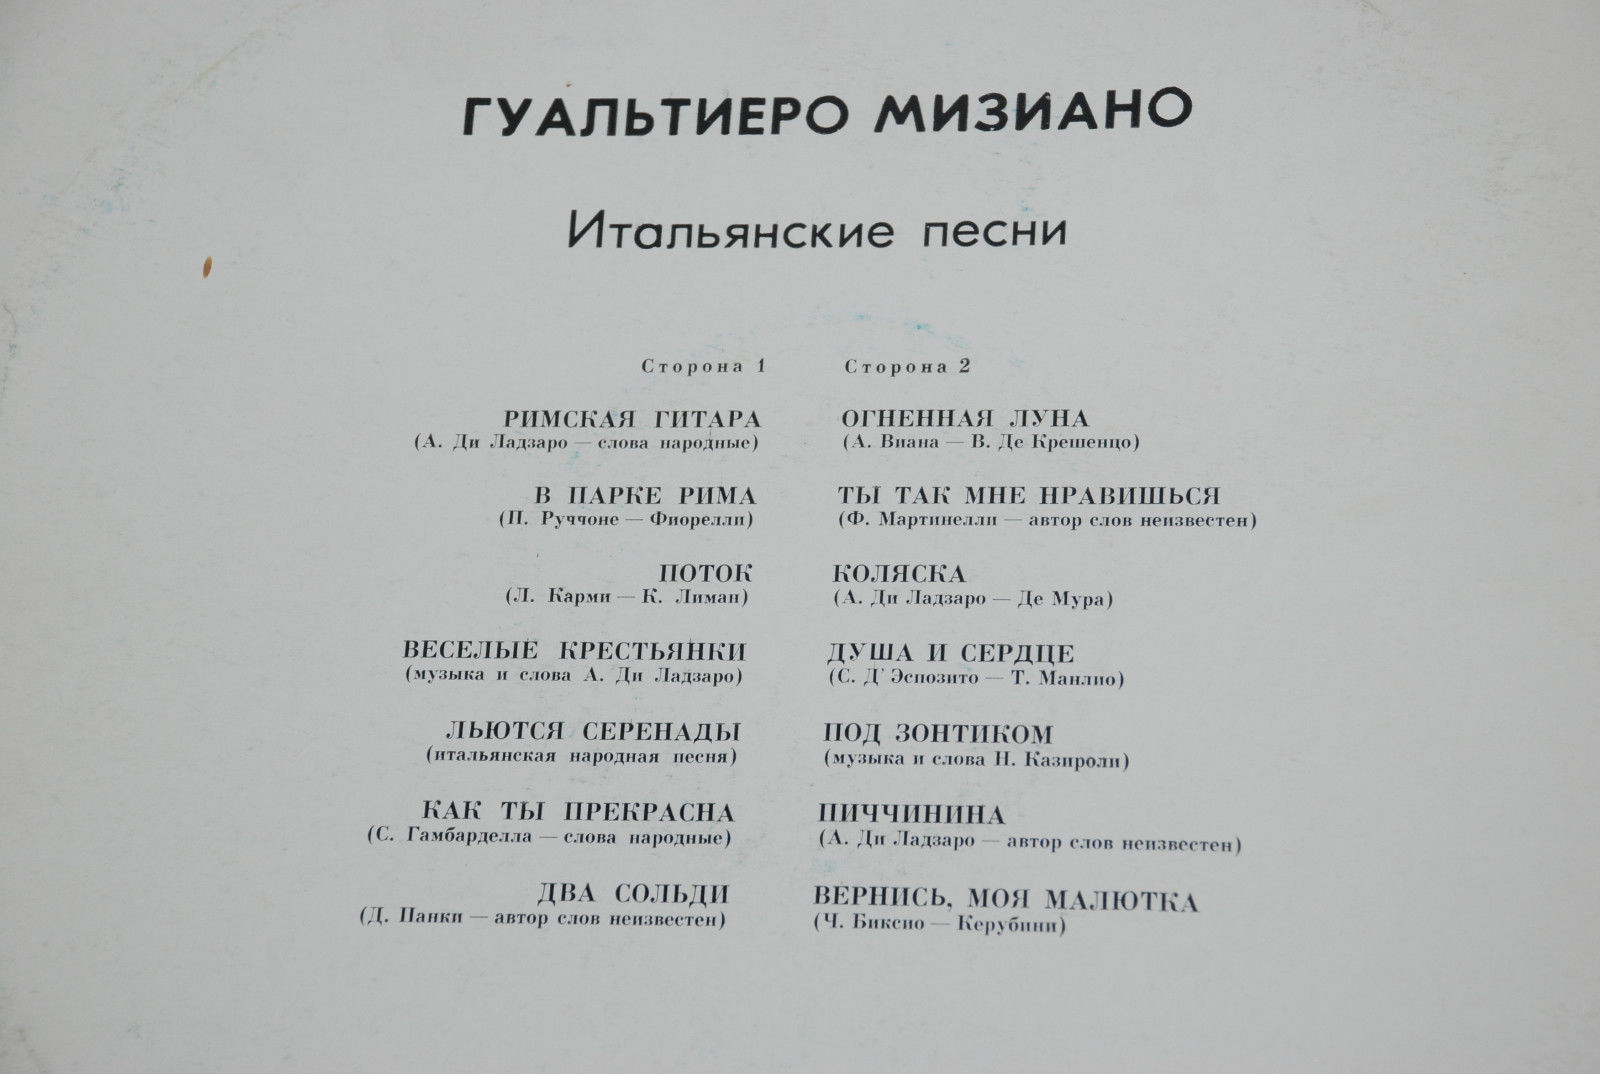 ГУАЛЬТИЕРО МИЗИАНО
Итальянские песни
Сторона 1
РИМСКАЯ ГИТАРА
(А. Ди Ладзаро — слова народные)
В ПАРКЕ РИМА
(П. Руччоне — Фиорелли)
ПОТОК
(Л. Карми — К. Лиман)
ВЕСЕЛЫЕ КРЕСТЬЯНКИ
(музыка и слова А. Ди Ладзаро)
ЛЬЮТСЯ СЕРЕНАДЫ
(итальянская народная песня)
КАК ТЫ ПРЕКРАСНА
(С. Гамбарделла — слова народные)
ДВА СОЛЬДИ
(Д. Панки — автор слов неизвестен)
Сторона 2
ОГНЕННАЯ ЛУНА
(А. Виана — В. Де Крешенцо)
ТЫ ТАК МНЕ НРАВИШЬСЯ
(Ф. Мартинелли — автор слов неизвестен)
КОЛЯСКА
(А. Ди Ладзаро — Де Мура)
ДУША И СЕРДЦЕ
(С. Д' Эспозито — Т. Манлио)
ПОД ЗОНТИКОМ
(музыка и слова Н. Казироли)
ПИЧЧИНИНА
(А. Ди Ладзаро — автор слов неизвестен)
ВЕРНИСЬ, МОЯ МАЛЮТКА
(Ч. Биксио — Керубини)